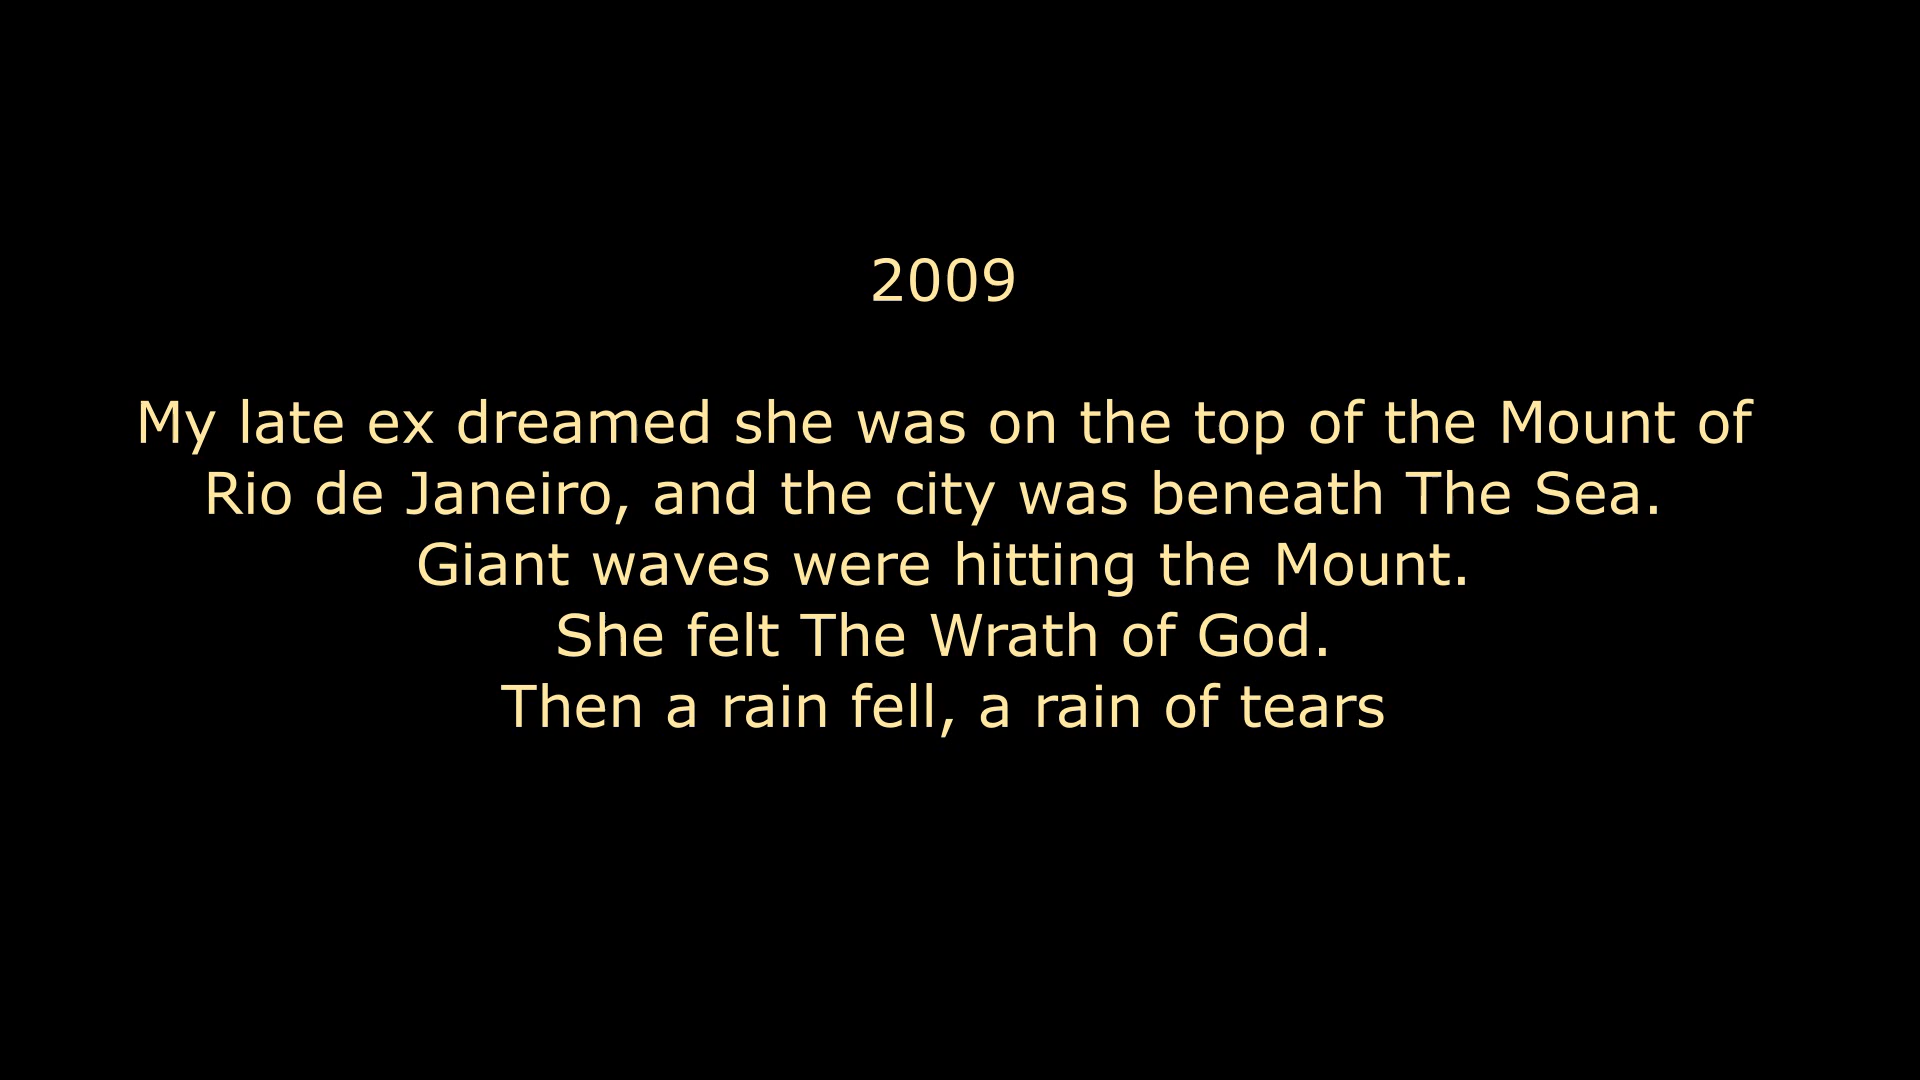 2009
My late ex dreamed she was on the top of the Mount of
Rio de Janeiro, and the city was beneath The Sea.
Giant waves were hitting the Mount.
She felt The Wrath of God.
Then a rain fell, a rain of tears